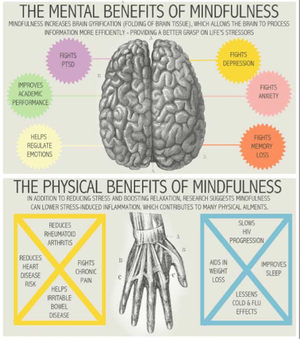 THE MENTAL BENEFITS OF MINDFULNESS
MINDFULNESS INCREASES BRAIN GYRIFICATION (FOLDING OF BRAIN TISSUE), WHICH ALLOWS THE BRAIN TO PROCESS
INFORMATION MORE EFFICIENTLY - PROVIDING A BETTER GRASP ON LIFE'S STRESSORS
FIGHTS
PTSD
FIGHTS
DEPRESSION
IMPROVES
ACADEMIC
PERFORMANCE
FIGHTS
ANXIETY
HELPS
REGULATE
EMOTIONS
FIGHTS
MEMORY
LOSS
THE PHYSICAL BENEFITS OF MINDFULNESS
IN ADDITION TO REDUCING STRESS AND BOOSTING RELAXATION, RESEARCH SUGGESTS MINDFULNESS
CAN LOWER STRESS-INDUCED INFLAMMATION, WHICH CONTRIBUTES TO MANY PHYSICAL AILMENTS.
REDUCES
RHEUMATOID
ARTHRITIS
REDUCES
HEART
DISEASE
RISK
FIGHTS
CHRONIC
PAIN
HELPS
IRRITABLE
BOWEL
DISEASE
SLOWS
HIV
PROGRESSION
AIDS IN
WEIGHT
LOSS
IMPROVES
SLEEP
LESSENS
COLD & FLU
EFFECTS